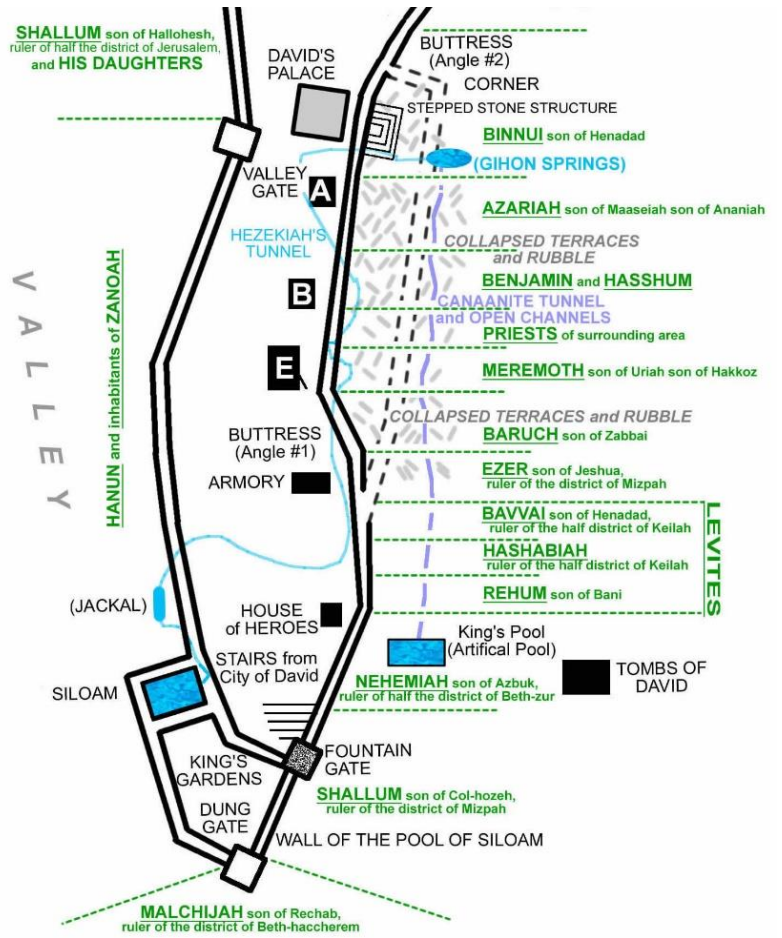 SHALLUM son of Hallohesh,
ruler of half the district of Jerusalem,
and HIS DAUGHTERS
DAVID'S
PALACE
BUTTRESS
(Angle #2)
CORNER
STEPPED STONE STRUCTURE
BINNUI son of Henadad
(GIHON SPRINGS)
VALLEY
GATE
A
AZARIAH son of Maaseiah son of Ananiah
HEZEKIAH'S
TUNNEL
COLLAPSED TERRACES
and RUBBLE
B
BENJAMIN and HASSHUM
CANAANITE TUNNEL
and OPEN CHANNELS
PRIESTS of surrounding area
E
MEREMOTH son of Uriah son of Hakkoz
VALLEY
HANUN and inhabitants of ZANOAH
COLLAPSED TERRACES and RUBBLE
BUTTRESS
(Angle #1)
BARUCH son of Zabbai
ARMORY
EZER son of Jeshua,
ruler of the district of Mizpah
BAVVAI son of Henadad,
ruler of the half district of Keilah
HASHABIAH
ruler of the half district of Keilah
REHUM son of Bani
LEVITES
(JACKAL)
HOUSE
of HEROES
King's Pool
(Artifical Pool)
STAIRS from
City of David
TOMBS OF
DAVID
SILOAM
NEHEMIAH son of Azbuk,
ruler of half the district of Beth-zur
KING'S
GARDENS
FOUNTAIN
GATE
DUNG
GATE
SHALLUM son of Col-hozeh,
ruler of the district of Mizpah
WALL OF THE POOL OF SILOAM
MALCHIJAH son of Rechab,
ruler of the district of Beth-haccherem